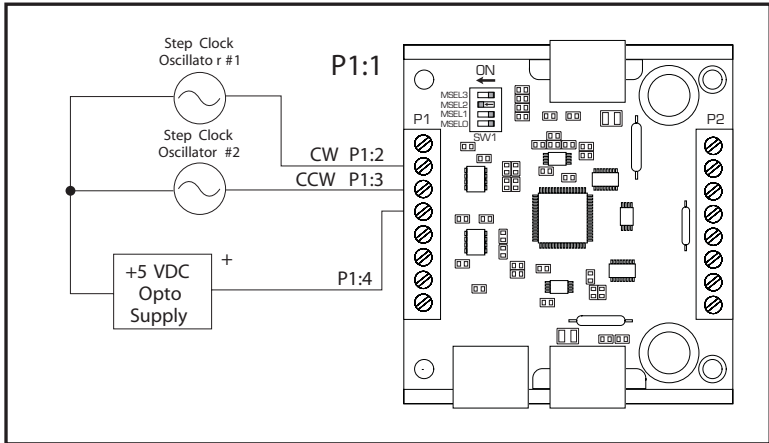 Step Clock
Oscillato r #1
P1:1
ON
MSEL3
MSEL2
MSEL1
MSEL0
SW1
P1
P2
Step Clock
Oscillator #2
CW P1:2
CCW P1:3
+5 VDC
Opto
Supply
+
P1:4